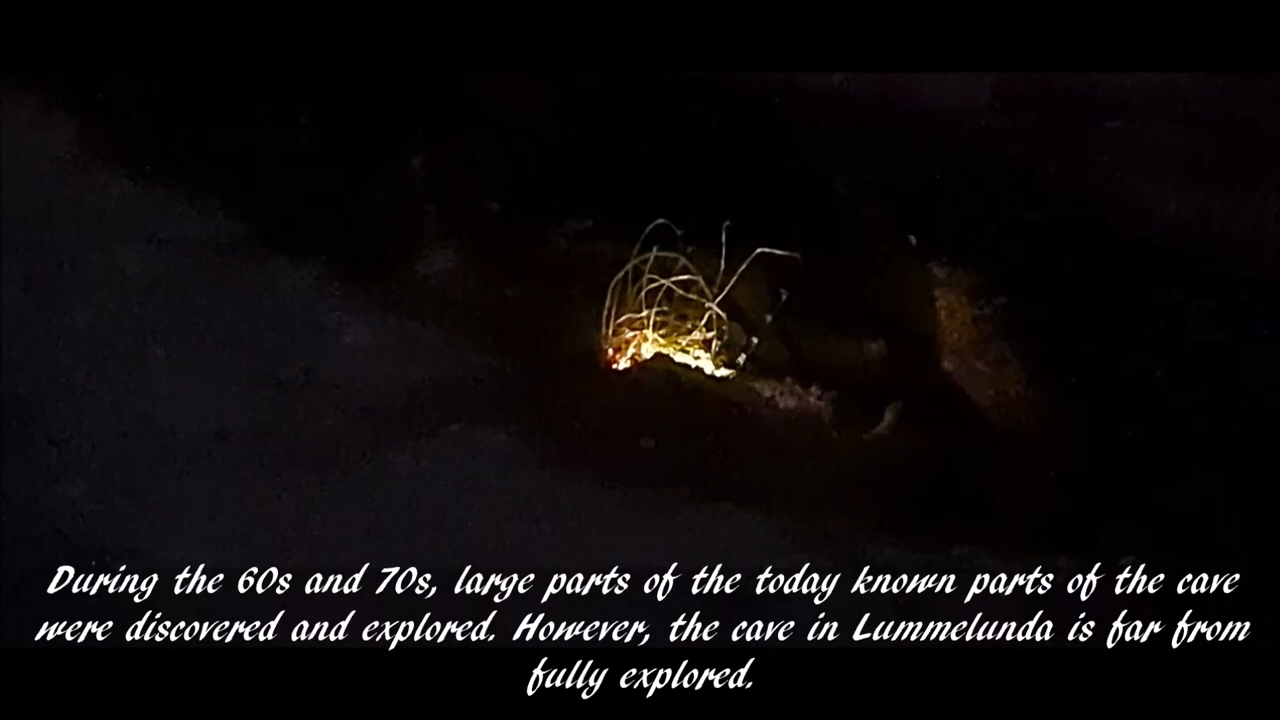 During the 60s and 70s, large parts of the today known parts of the cave
were discovered and explored. However, the cave in Lummelunda is far from
fully explored.